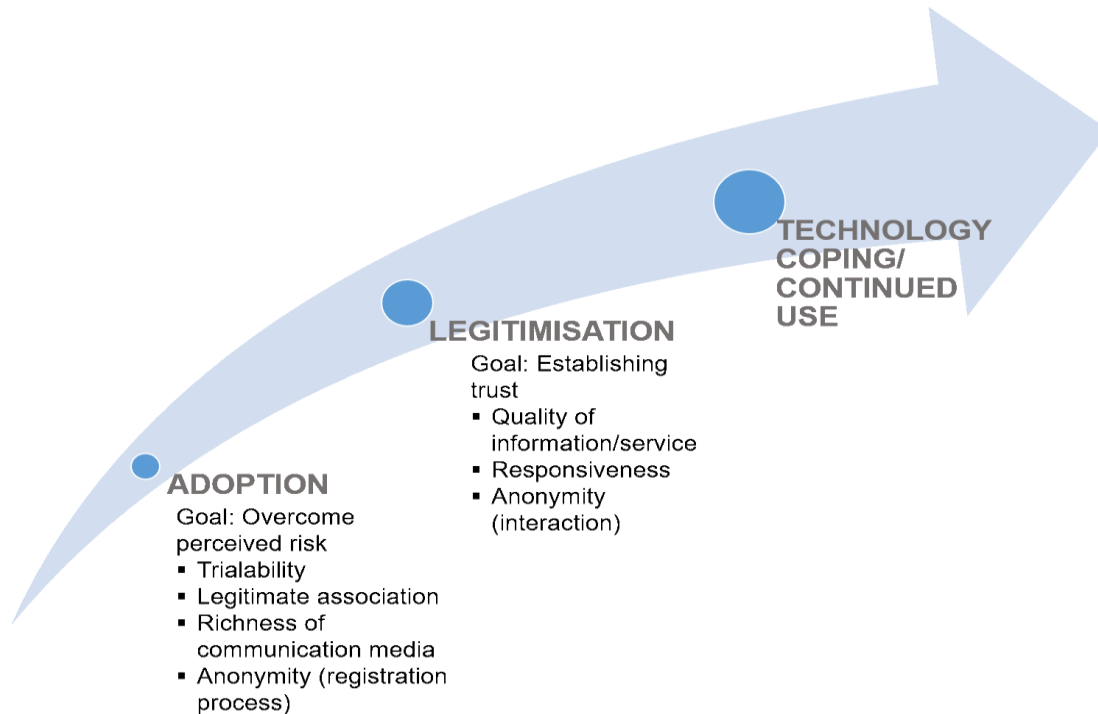 ADOPTION
Goal: Overcome
perceived risk
▪ Trialability
▪ Legitimate association
▪ Richness of
communication media
▪ Anonymity (registration
process)
LEGITIMISATION
Goal: Establishing
trust
▪ Quality of
information/service
▪ Responsiveness
▪ Anonymity
(interaction)
TECHNOLOGY
COPING/
CONTINUED
USE